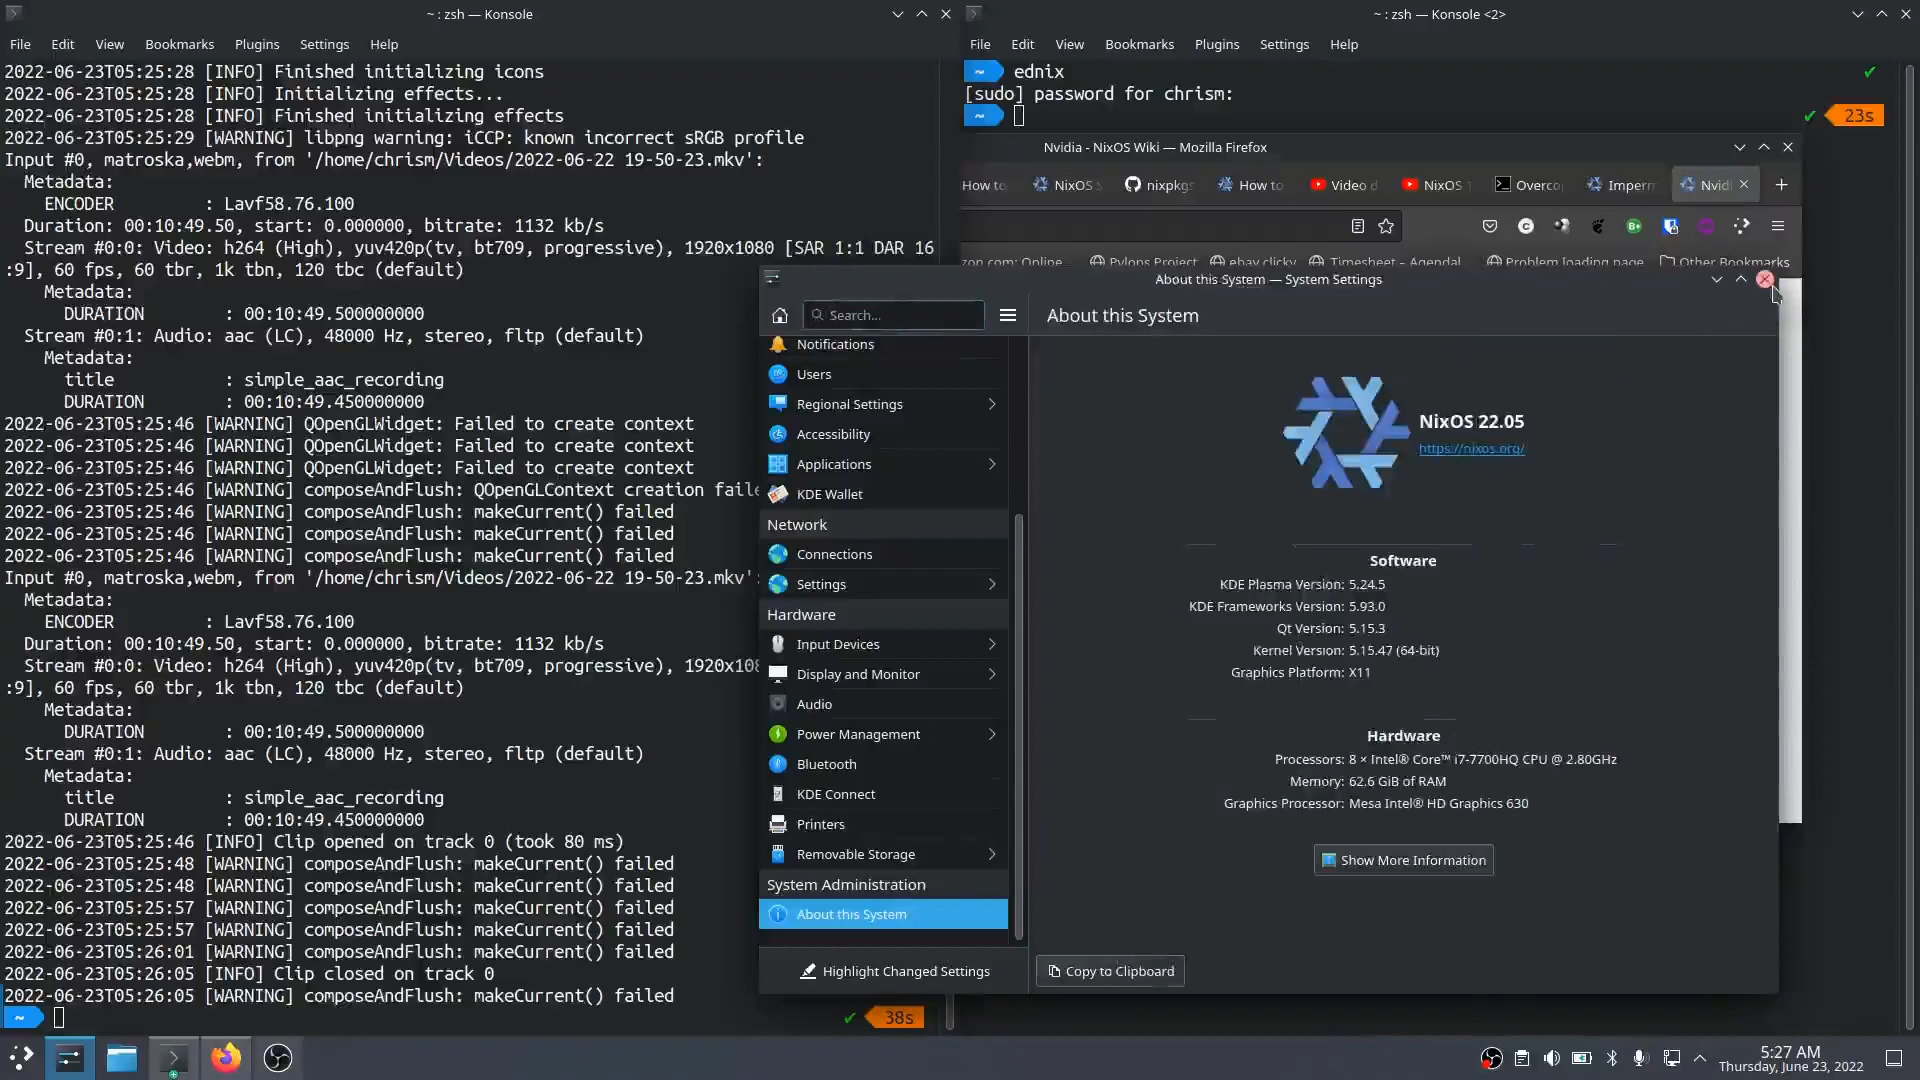 ~ : zsh — Konsole
File Edit View Bookmarks Plugins Settings Help
2022-06-23T05:25:28 [INFO] Finished initializing icons
2022-06-23T05:25:28 [INFO] Initializing effects...
2022-06-23T05:25:28 [INFO] Finished initializing effects
2022-06-23T05:25:29 [WARNING] libpng warning: iCCP: known incorrect sRGB profile
Input #0, matroska,webm, from '/home/chrism/Videos/2022-06-22 19-50-23.mkv':
Metadata:
ENCODER : Lavf58.76.100
Duration: 00:10:49.50, start: 0.000000, bitrate: 1132 kb/s
Stream #0:0: Video: h264 (High), yuv420p(tv, bt709, progressive), 1920x1080 [SAR 1:1 DAR 16
:9], 60 fps, 60 tbr, 1k tbn, 120 tbc (default)
Metadata:
DURATION : 00:10:49.500000000
Stream #0:1: Audio: aac (LC), 48000 Hz, stereo, fltp (default)
Metadata:
title : simple_aac_recording
DURATION : 00:10:49.450000000
2022-06-23T05:25:46 [WARNING] QOpenGLWidget: Failed to create context
2022-06-23T05:25:46 [WARNING] QOpenGLWidget: Failed to create context
2022-06-23T05:25:46 [WARNING] QOpenGLWidget: Failed to create context
2022-06-23T05:25:46 [WARNING] composeAndFlush: QOpenGLContext creation faile
2022-06-23T05:25:46 [WARNING] composeAndFlush: makeCurrent() failed
2022-06-23T05:25:46 [WARNING] composeAndFlush: makeCurrent() failed
2022-06-23T05:25:46 [WARNING] composeAndFlush: makeCurrent() failed
Input #0, matroska,webm, from '/home/chrism/Videos/2022-06-22 19-50-23.mkv':
Metadata:
ENCODER : Lavf58.76.100
Duration: 00:10:49.50, start: 0.000000, bitrate: 1132 kb/s
Stream #0:0: Video: h264 (High), yuv420p(tv, bt709, progressive), 1920x108
:9], 60 fps, 60 tbr, 1k tbn, 120 tbc (default)
Metadata:
DURATION : 00:10:49.500000000
Stream #0:1: Audio: aac (LC), 48000 Hz, stereo, fltp (default)
Metadata:
title : simple_aac_recording
DURATION : 00:10:49.450000000
2022-06-23T05:25:46 [INFO] Clip opened on track 0 (took 80 ms)
2022-06-23T05:25:48 [WARNING] composeAndFlush: makeCurrent() failed
2022-06-23T05:25:48 [WARNING] composeAndFlush: makeCurrent() failed
2022-06-23T05:25:57 [WARNING] composeAndFlush: makeCurrent() failed
2022-06-23T05:25:57 [WARNING] composeAndFlush: makeCurrent() failed
2022-06-23T05:26:01 [WARNING] composeAndFlush: makeCurrent() failed
2022-06-23T05:26:05 [INFO] Clip closed on track 0
2022-06-23T05:26:05 [WARNING] composeAndFlush: makeCurrent() failed
~ ✔ 38s
~ : zsh — Konsole <2>
File Edit View Bookmarks Plugins Settings Help
~ ednix ✔
[sudo] password for chrism:
~ ✔ 23s
Nvidia - NixOS Wiki — Mozilla Firefox
How to NixOS S nixpkgs How to Video d NixOS Overco Imperm Nvidi
zon.com: Online Pylons Project ebay clicky Timesheet – Agendal Problem loading page Other Bookmarks
About this System — System Settings
Search...
Notifications
Users
Regional Settings
Accessibility
Applications
KDE Wallet
Network
Connections
Settings
Hardware
Input Devices
Display and Monitor
Audio
Power Management
Bluetooth
KDE Connect
Printers
Removable Storage
System Administration
About this System
Highlight Changed Settings
About this System
NixOS 22.05
https://nixos.org/
Software
KDE Plasma Version: 5.24.5
KDE Frameworks Version: 5.93.0
Qt Version: 5.15.3
Kernel Version: 5.15.47 (64-bit)
Graphics Platform: X11
Hardware
Processors: 8 × Intel® Core™ i7-7700HQ CPU @ 2.80GHz
Memory: 62.6 GiB of RAM
Graphics Processor: Mesa Intel® HD Graphics 630
Show More Information
Copy to Clipboard
5:27 AM
Thursday, June 23, 2022